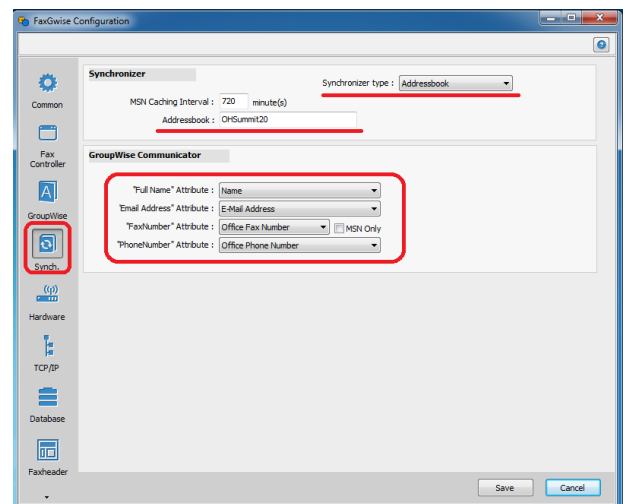 FaxGwise Configuration
Synchronizer
Synchronizer type : Addressbook
MSN Caching Interval : 720 minute(s)
Addressbook : OHSummit20
GroupWise Communicator
"Full Name" Attribute : Name
"Email Address" Attribute : E-Mail Address
"FaxNumber" Attribute : Office Fax Number MSN Only
"PhoneNumber" Attribute : Office Phone Number
Common
Fax
Controller
GroupWise
Synch.
Hardware
TCP/IP
Database
Faxheader
Save Cancel